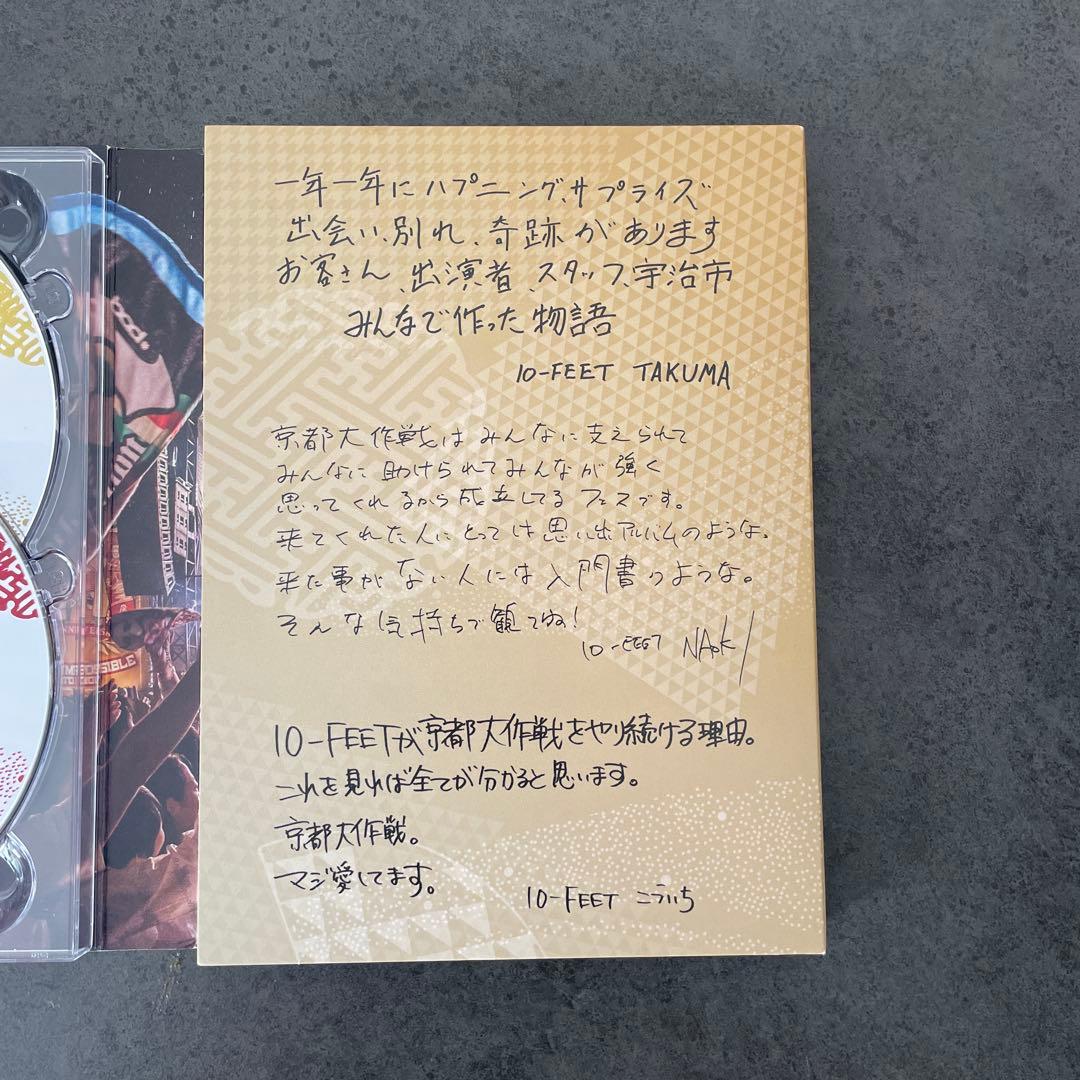 一年一年にハプニング、サプライズ
出会い、別れ、奇跡があります
お客さん、出演者、スタッフ、宇治市
みんなで作った物語
10-FEET TAKUMA
京都大作戦はみんなに支えられて
みんなに助けられてみんなが強く
思ってくれるから成立してるフェスです。
来てくれた人にとっては思い出アルバムのような。
来た事がない人には入門書のような。
そんな気持ちで観てね!
10-FEET NAOKI
10-FEETが京都大作戦をやり続ける理由。
これを見れば全てが分かると思います。
京都大作戦。
マジ愛してます。
10-FEET こういち
IMPOSSIBLE